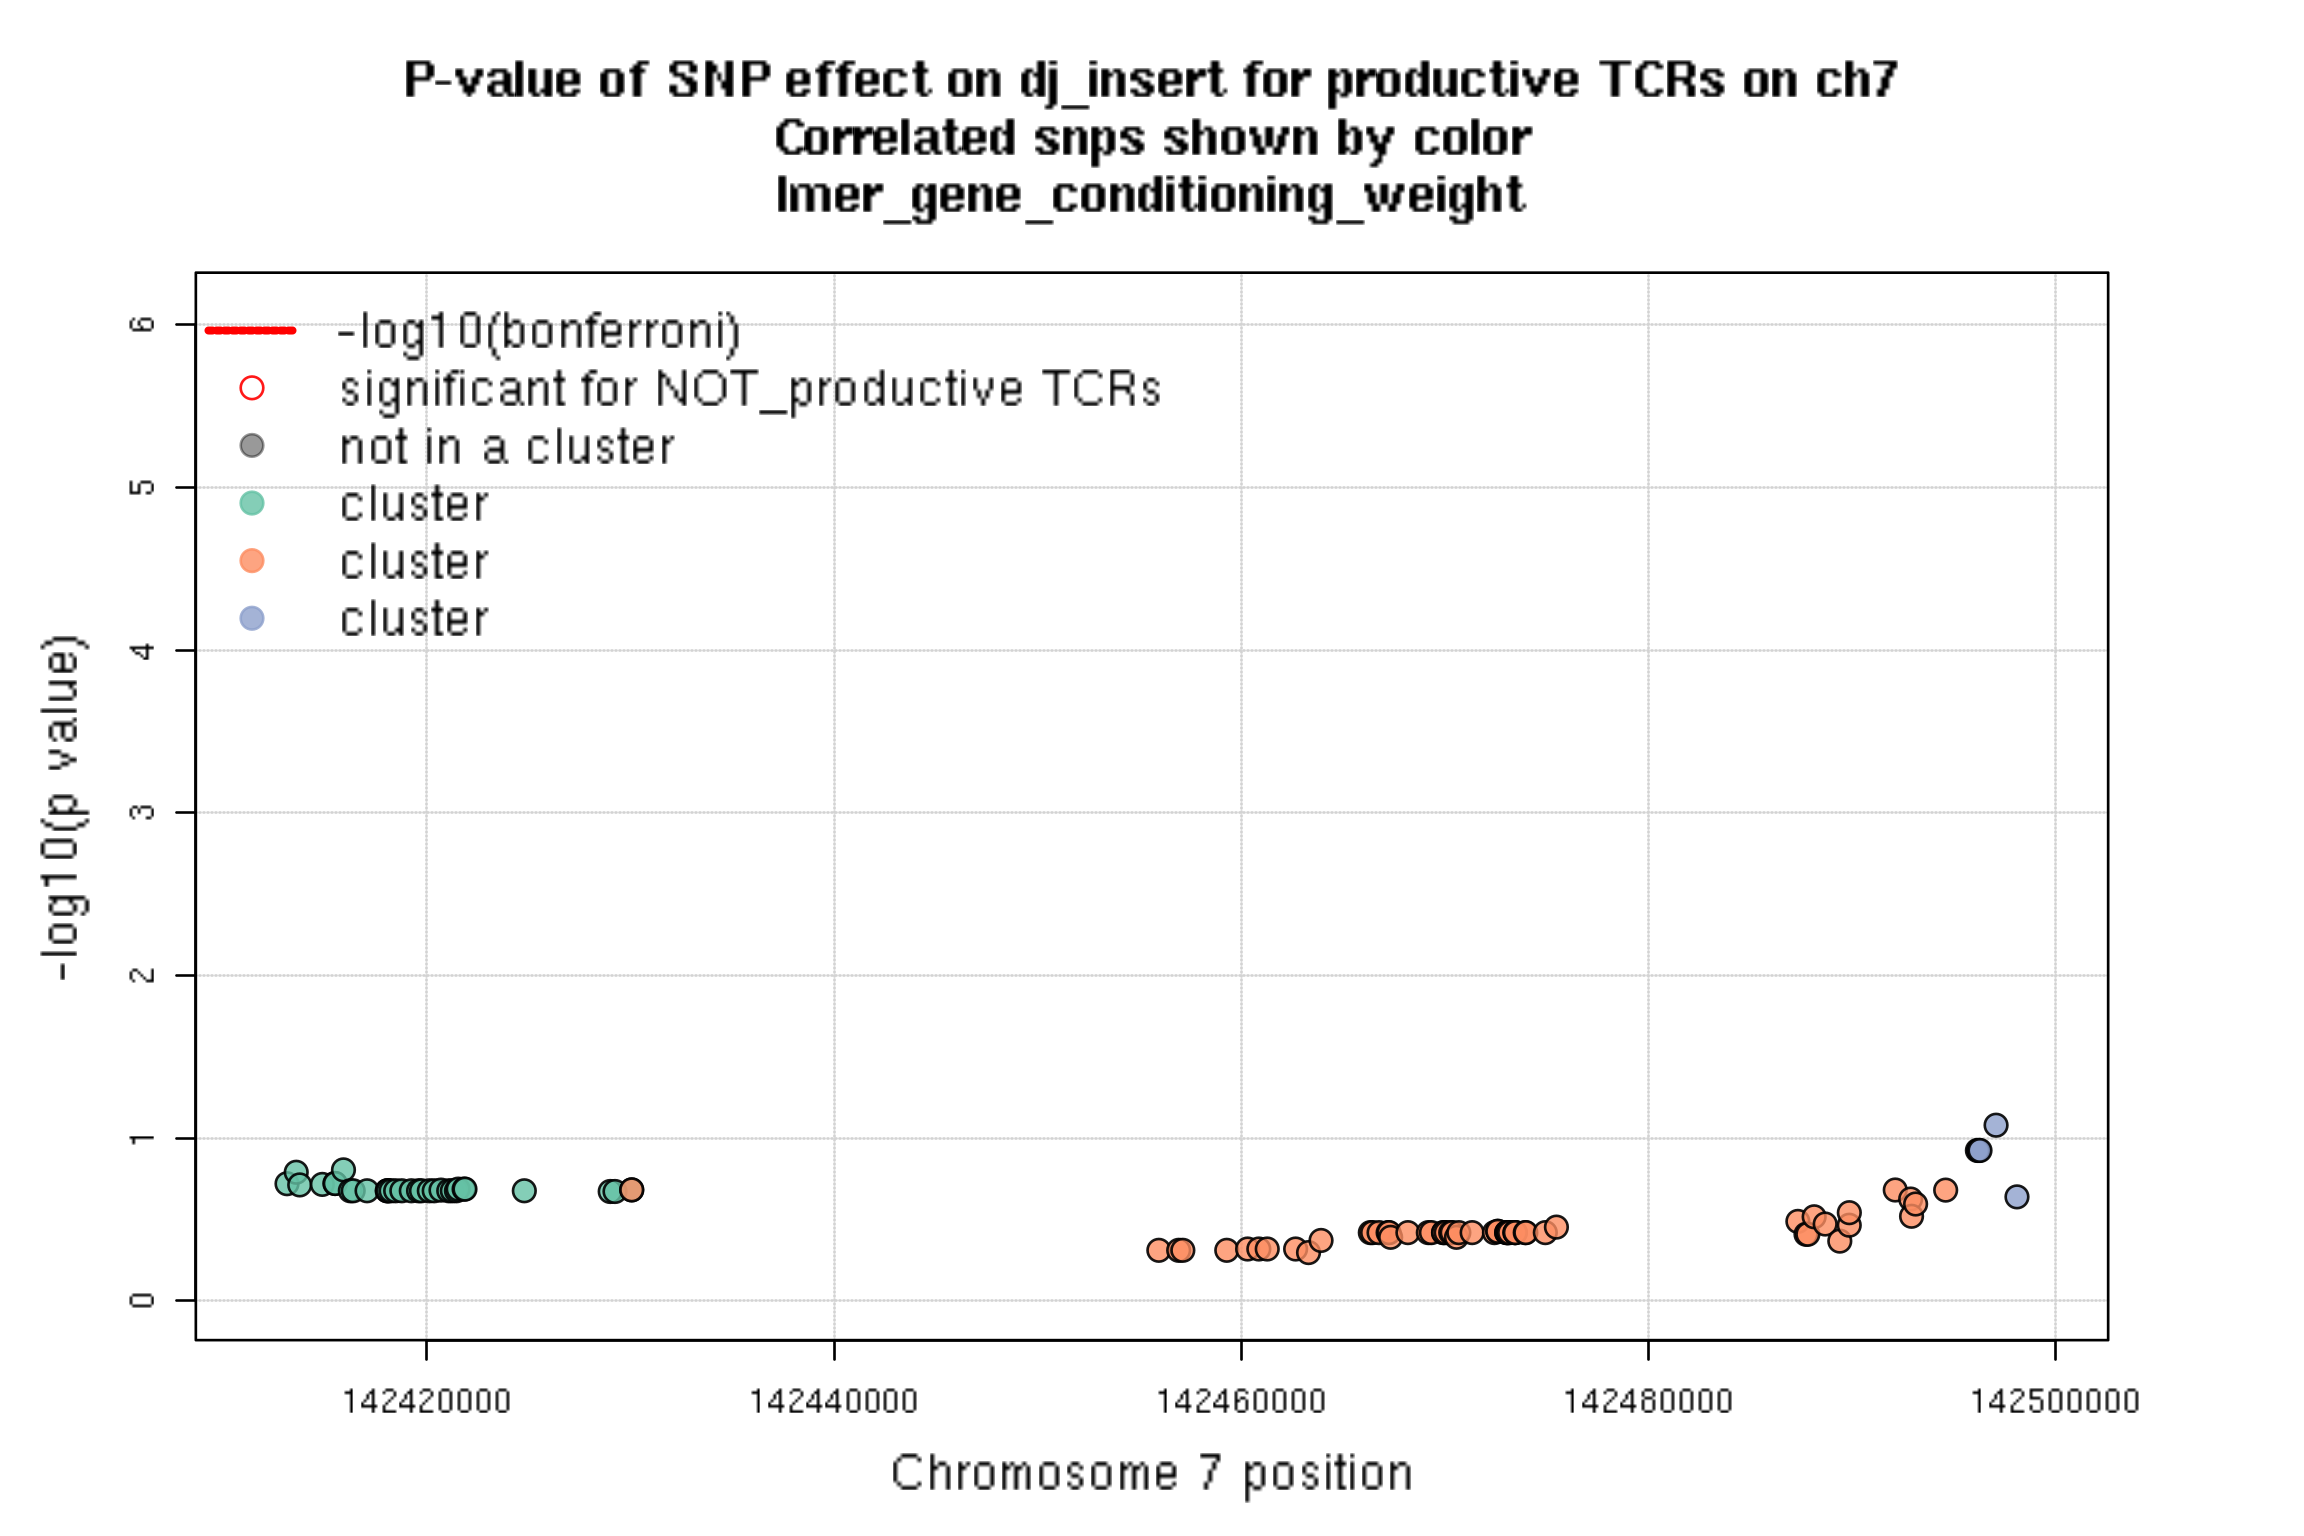 P-value of SNP effect on dj_insert for productive TCRs on ch7
Correlated snps shown by color
lmer_gene_conditioning_weight
-log10(bonferroni)
significant for NOT_productive TCRs
not in a cluster
cluster
cluster
cluster
-log10(p value)
6
5
4
3
2
1
0
142420000 142440000 142460000 142480000 142500000
Chromosome 7 position